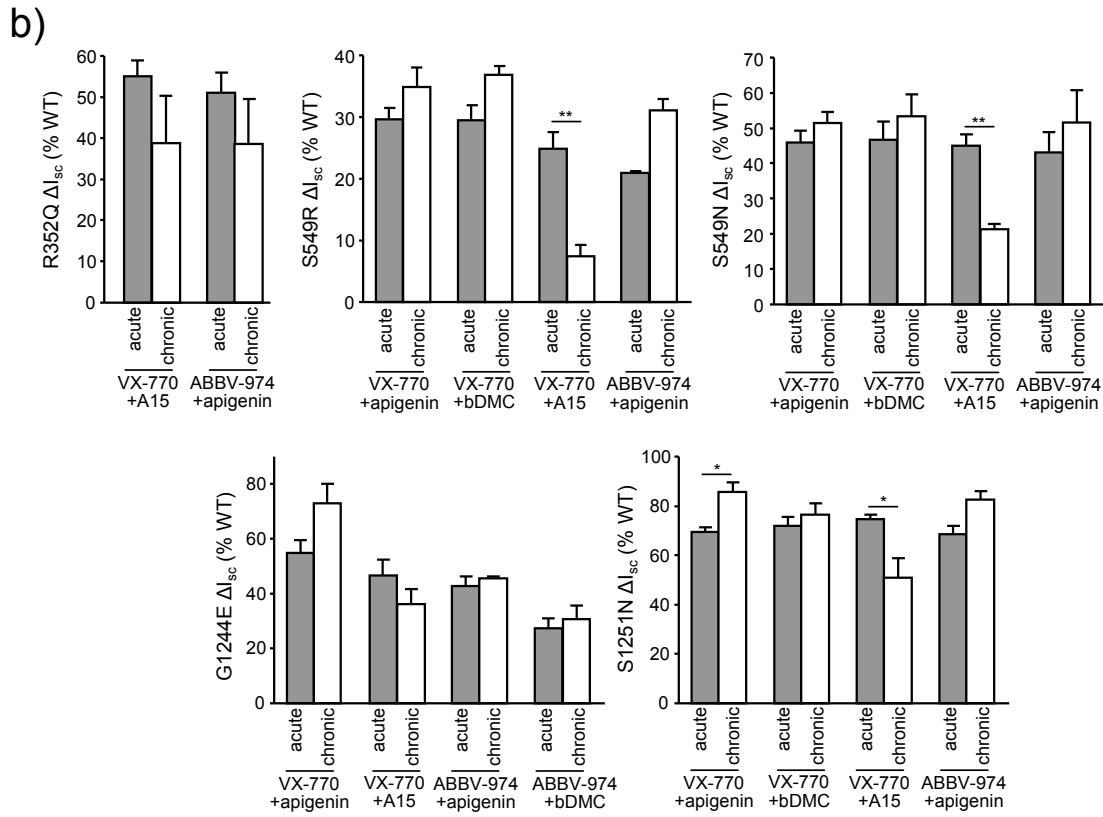 b)
R352Q ΔIsc (% WT)
60
50
40
30
20
10
0
acute
chronic
acute
chronic
VX-770
+A15
ABBV-974
+apigenin
S549R ΔIsc (% WT)
40
30
20
10
0
**
acute
chronic
acute
chronic
acute
chronic
acute
chronic
VX-770
+apigenin
VX-770
+bDMC
VX-770
+A15
ABBV-974
+apigenin
S549N ΔIsc (% WT)
70
60
50
40
30
20
10
0
**
acute
chronic
acute
chronic
acute
chronic
acute
chronic
VX-770
+apigenin
VX-770
+bDMC
VX-770
+A15
ABBV-974
+apigenin
G1244E ΔIsc (% WT)
80
60
40
20
0
acute
chronic
acute
chronic
acute
chronic
acute
chronic
VX-770
+apigenin
VX-770
+A15
ABBV-974
+apigenin
ABBV-974
+bDMC
S1251N ΔIsc (% WT)
100
80
60
40
20
0
*
*
acute
chronic
acute
chronic
acute
chronic
acute
chronic
VX-770
+apigenin
VX-770
+bDMC
VX-770
+A15
ABBV-974
+apigenin